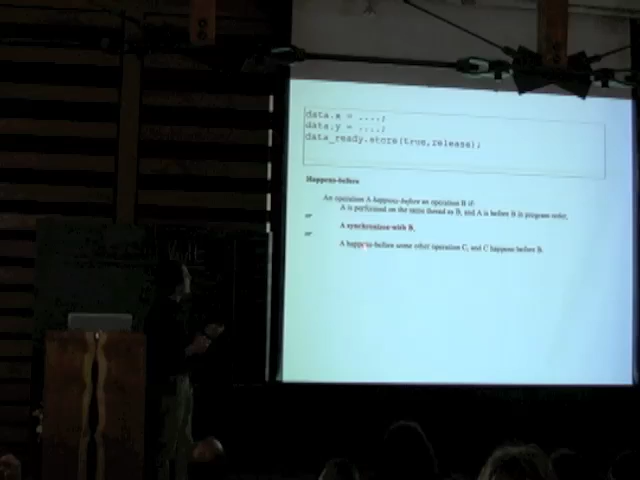 data.x = ....;
data.y = ....;
data_ready.store(true,release);
Happens-before
An operation A happens-before an operation B if:
A is performed on the same thread as B, and A is before B in program order,
or
A synchronizes-with B,
or
A happens-before some other operation C, and C happens before B.